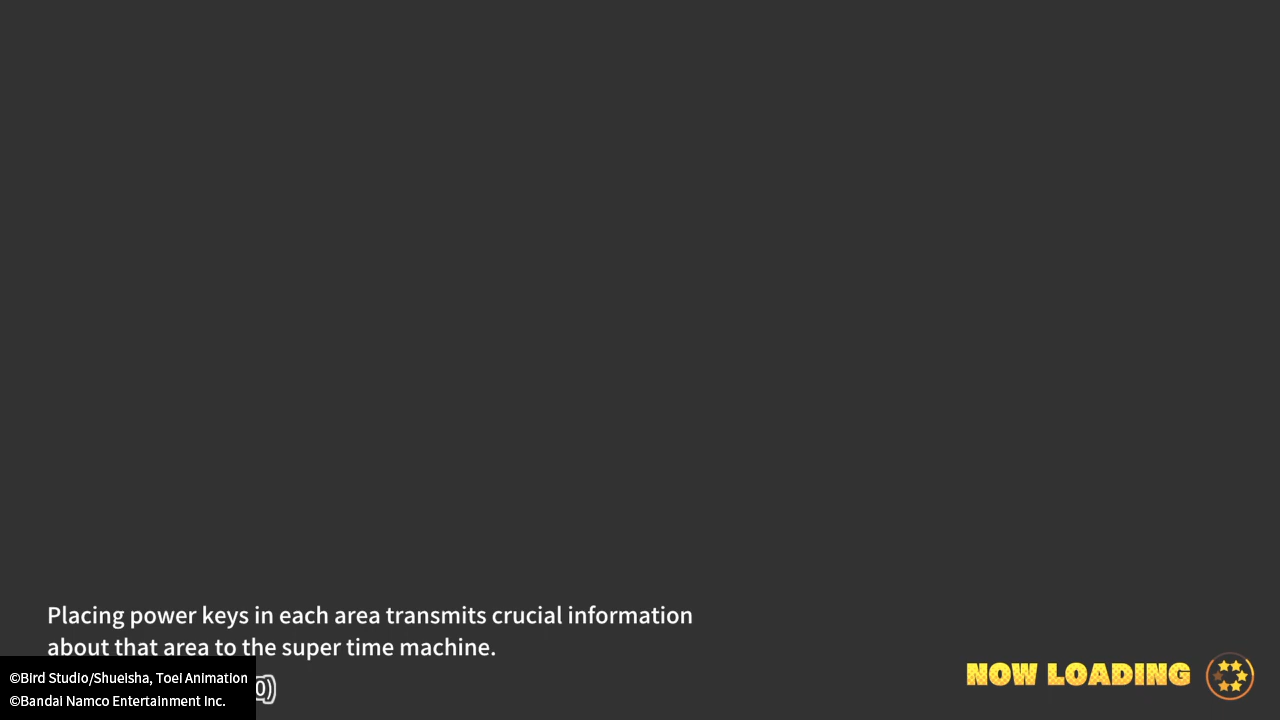 Placing power keys in each area transmits crucial information
about that area to the super time machine.
©Bird Studio/Shueisha, Toei Animation
©Bandai Namco Entertainment Inc.
NOW LOADING